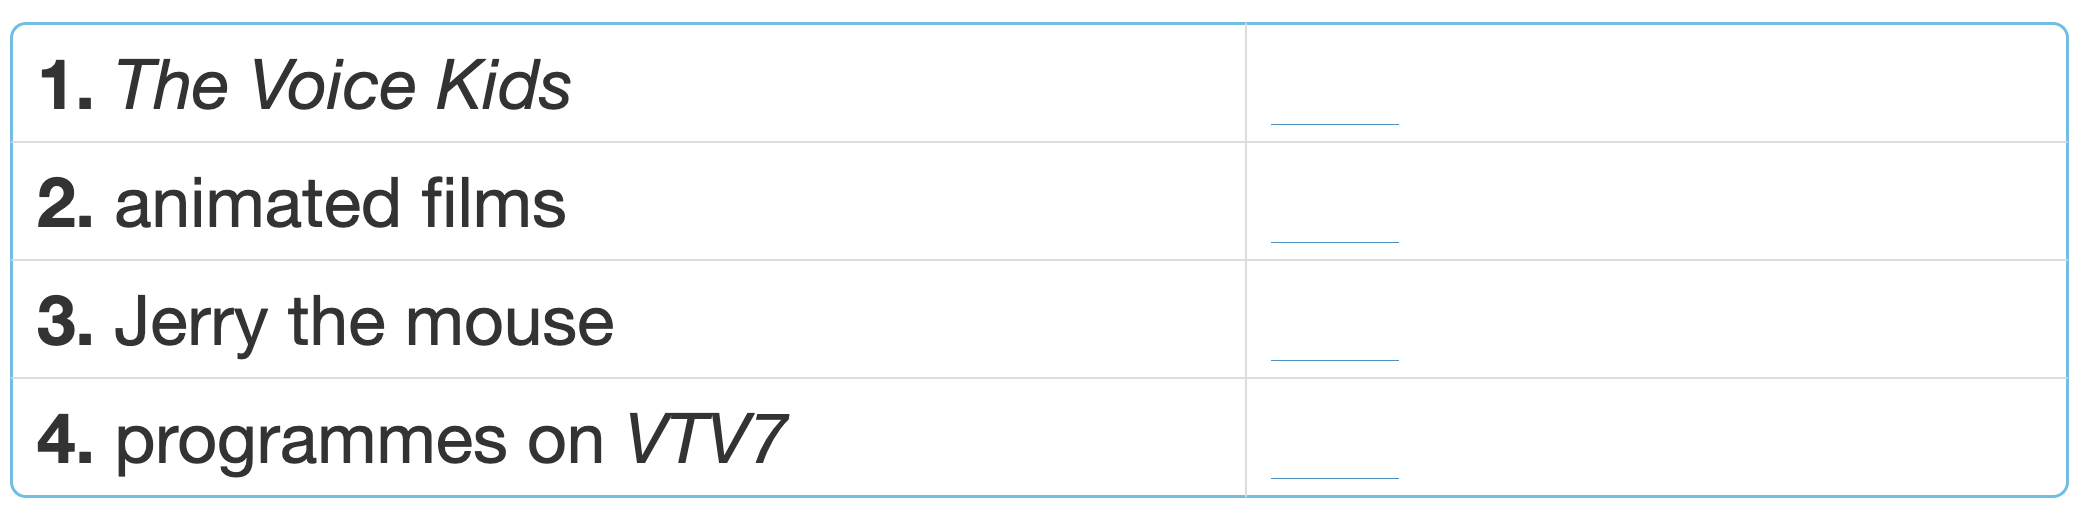 1. The Voice Kids
2. animated films
3. Jerry the mouse
4. programmes on VTV7